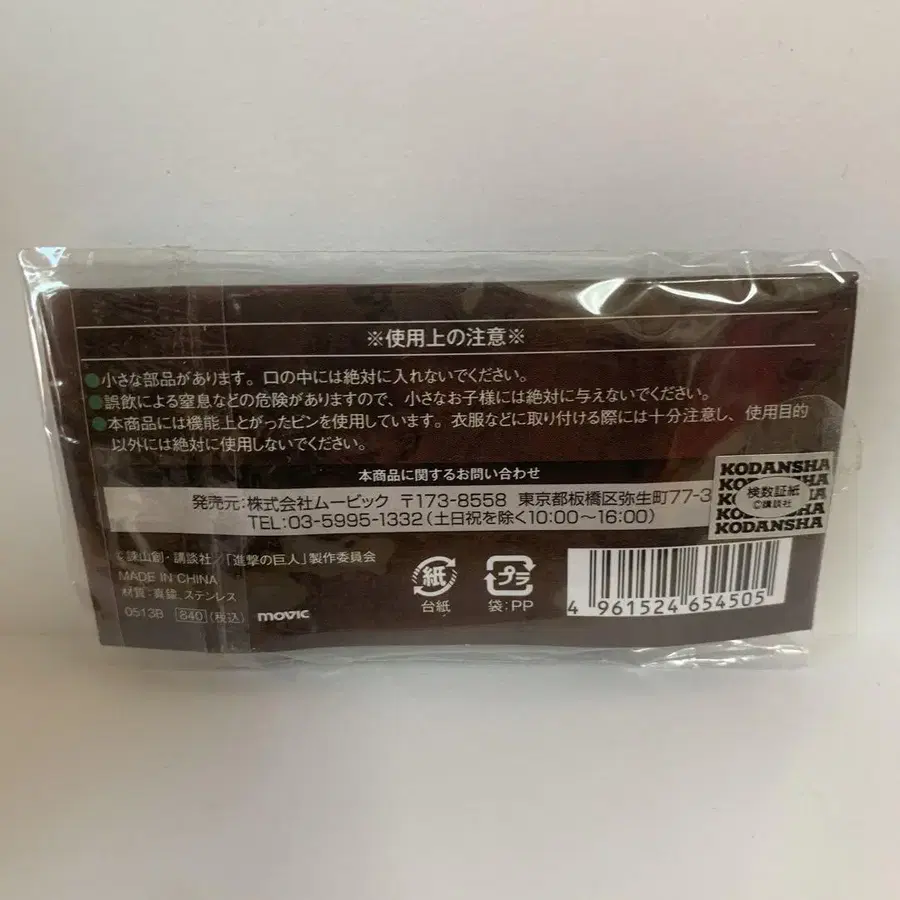 ※使用上の注意※
●小さな部品があります。口の中には絶対に入れないでください。
●誤飲による窒息などの危険がありますので、小さなお子様には絶対に与えないでください。
●本商品には機能上とがったピンを使用しています。衣服などに取り付ける際には十分注意し、使用目的
以外には絶対に使用しないでください。
本商品に関するお問い合わせ
発売元:株式会社ムービック 〒173-8558 東京都板橋区弥生町77-3
TEL:03-5995-1332(土日祝を除く10:00~16:00)
KODANSHA
検数証紙
©講談社
KODANSHA
©諫山創・講談社/「進撃の巨人」製作委員会
MADE IN CHINA
材質:真鍮、ステンレス
0513B 840 (税込) movic
紙
台紙
プラ
袋:PP
4 961524 654505